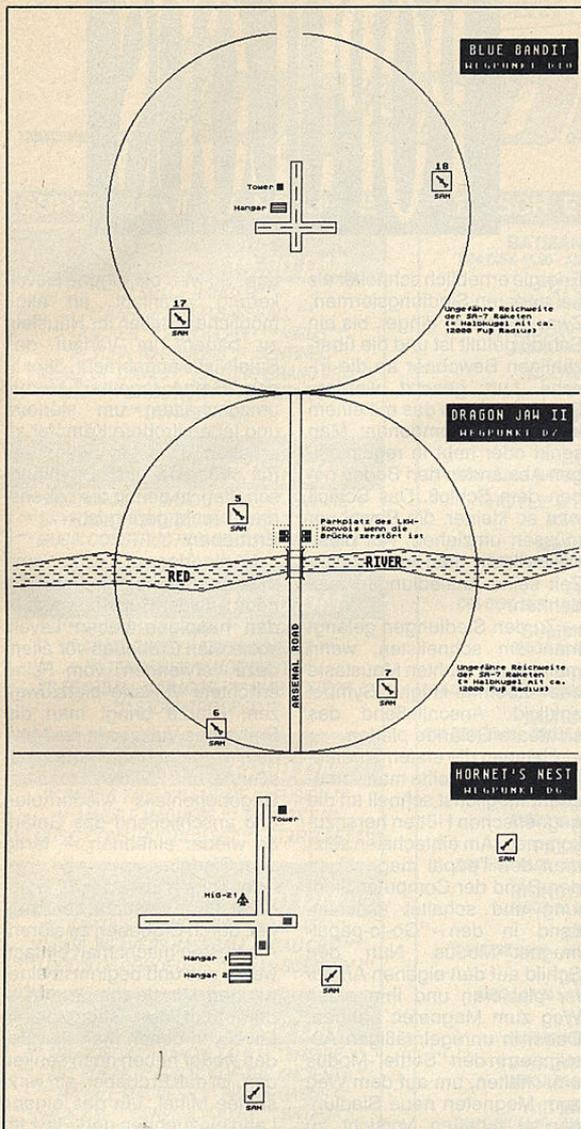 BLUE BANDIT
WEGPUNKT D10
18
SAM
Tower
Hangar
17
SAM
Ungefähre Reichweite
der SA-7 Raketen
(= Halbkugel mit ca.
12000 Fuß Radius)
DRAGON JAW II
WEGPUNKT D7
5
SAM
Parkplatz des LKW-
Konvois wenn die
Brücke zerstört ist
RED
RIVER
ARSENAL ROAD
Ungefähre Reichweite
der SA-7 Raketen
(= Halbkugel mit ca.
12000 Fuß Radius)
7
SAM
6
SAM
HORNET'S NEST
WEGPUNKT D6
Tower
SAM
MiG-21
Hangar 1
Hangar 2
SAM
SAM